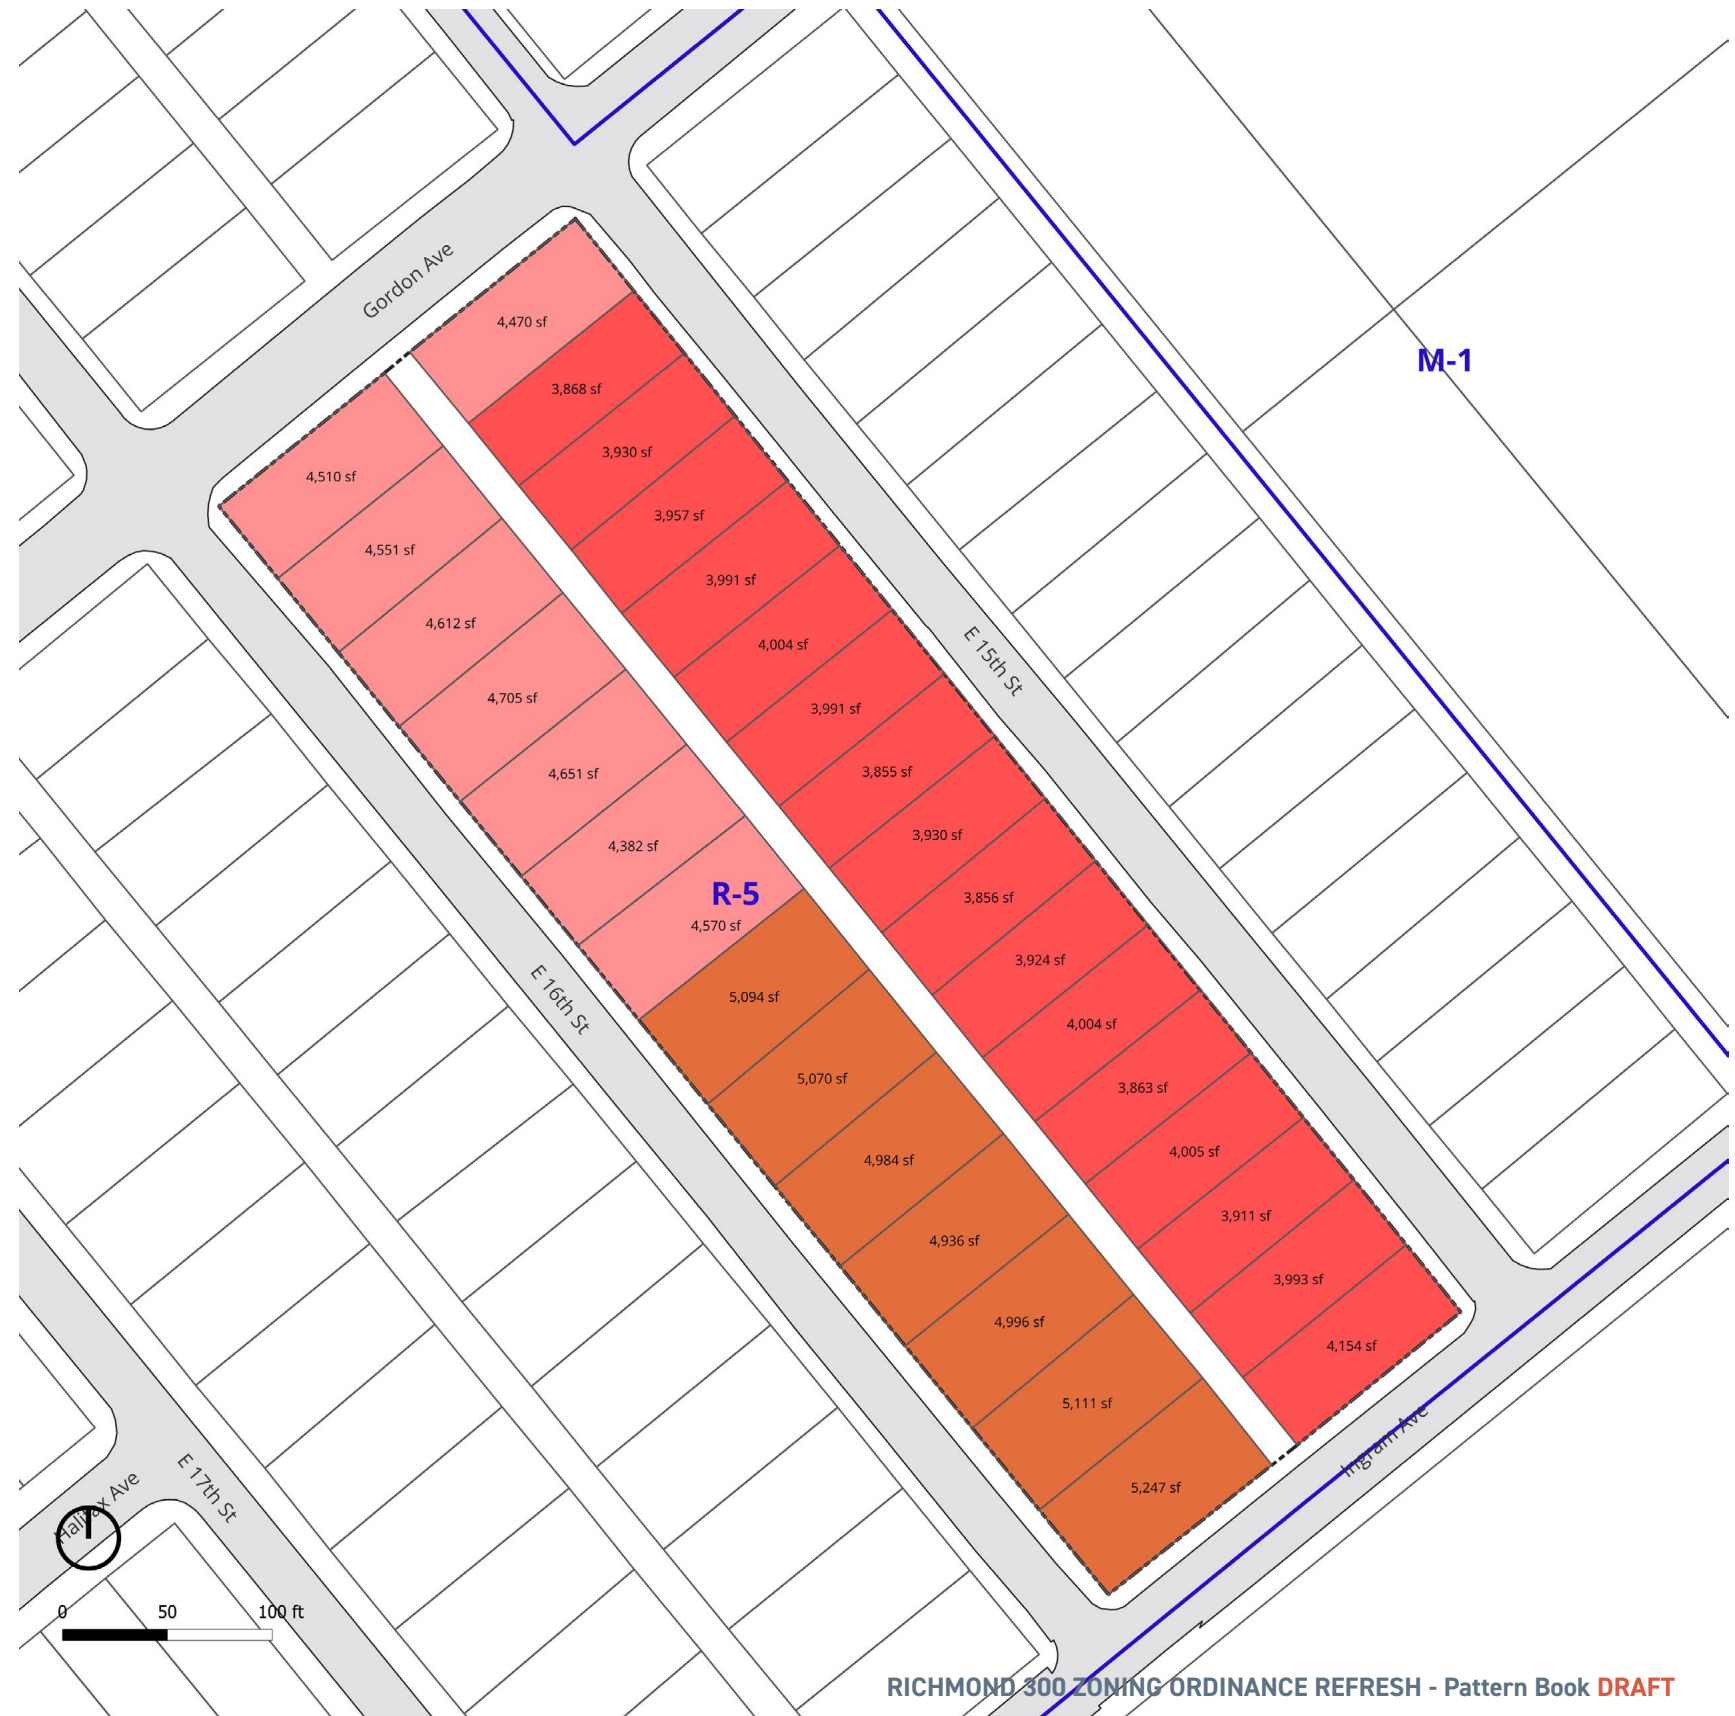 Gordon Ave
4,470 sf
M-1
3,868 sf
3,930 sf
4,510 sf
3,957 sf
4,551 sf
3,991 sf
4,612 sf
4,004 sf
E 15th St
4,705 sf
3,991 sf
4,651 sf
3,855 sf
3,930 sf
4,382 sf
R-5
3,856 sf
4,570 sf
3,924 sf
5,094 sf
E 16th St
4,004 sf
5,070 sf
3,863 sf
4,984 sf
4,005 sf
3,911 sf
4,936 sf
3,993 sf
4,996 sf
4,154 sf
5,111 sf
Ingram Ave
5,247 sf
E 17th St
Halifax Ave
0 50 100 ft
RICHMOND 300 ZONING ORDINANCE REFRESH - Pattern Book DRAFT